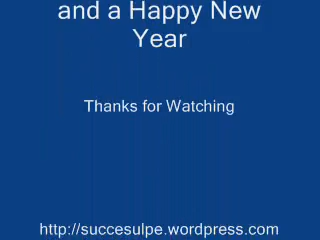 and a Happy New
Year
Thanks for Watching
http://succesulpe.wordpress.com